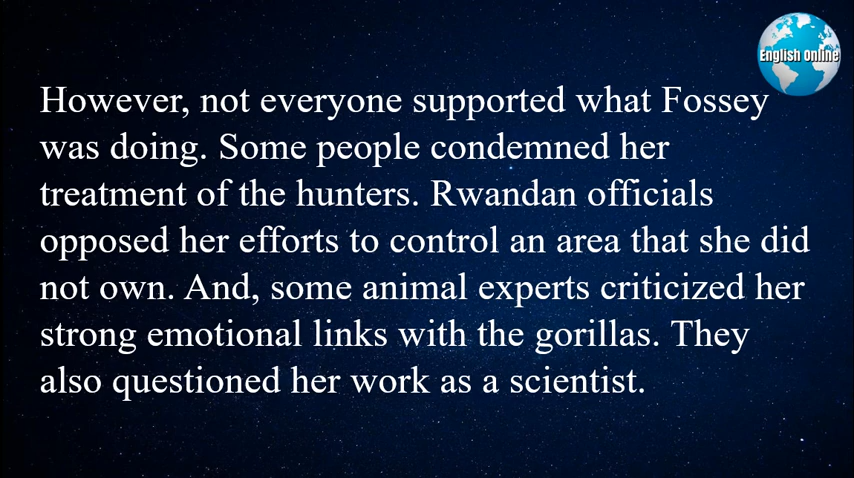 English Online
However, not everyone supported what Fossey
was doing. Some people condemned her
treatment of the hunters. Rwandan officials
opposed her efforts to control an area that she did
not own. And, some animal experts criticized her
strong emotional links with the gorillas. They
also questioned her work as a scientist.